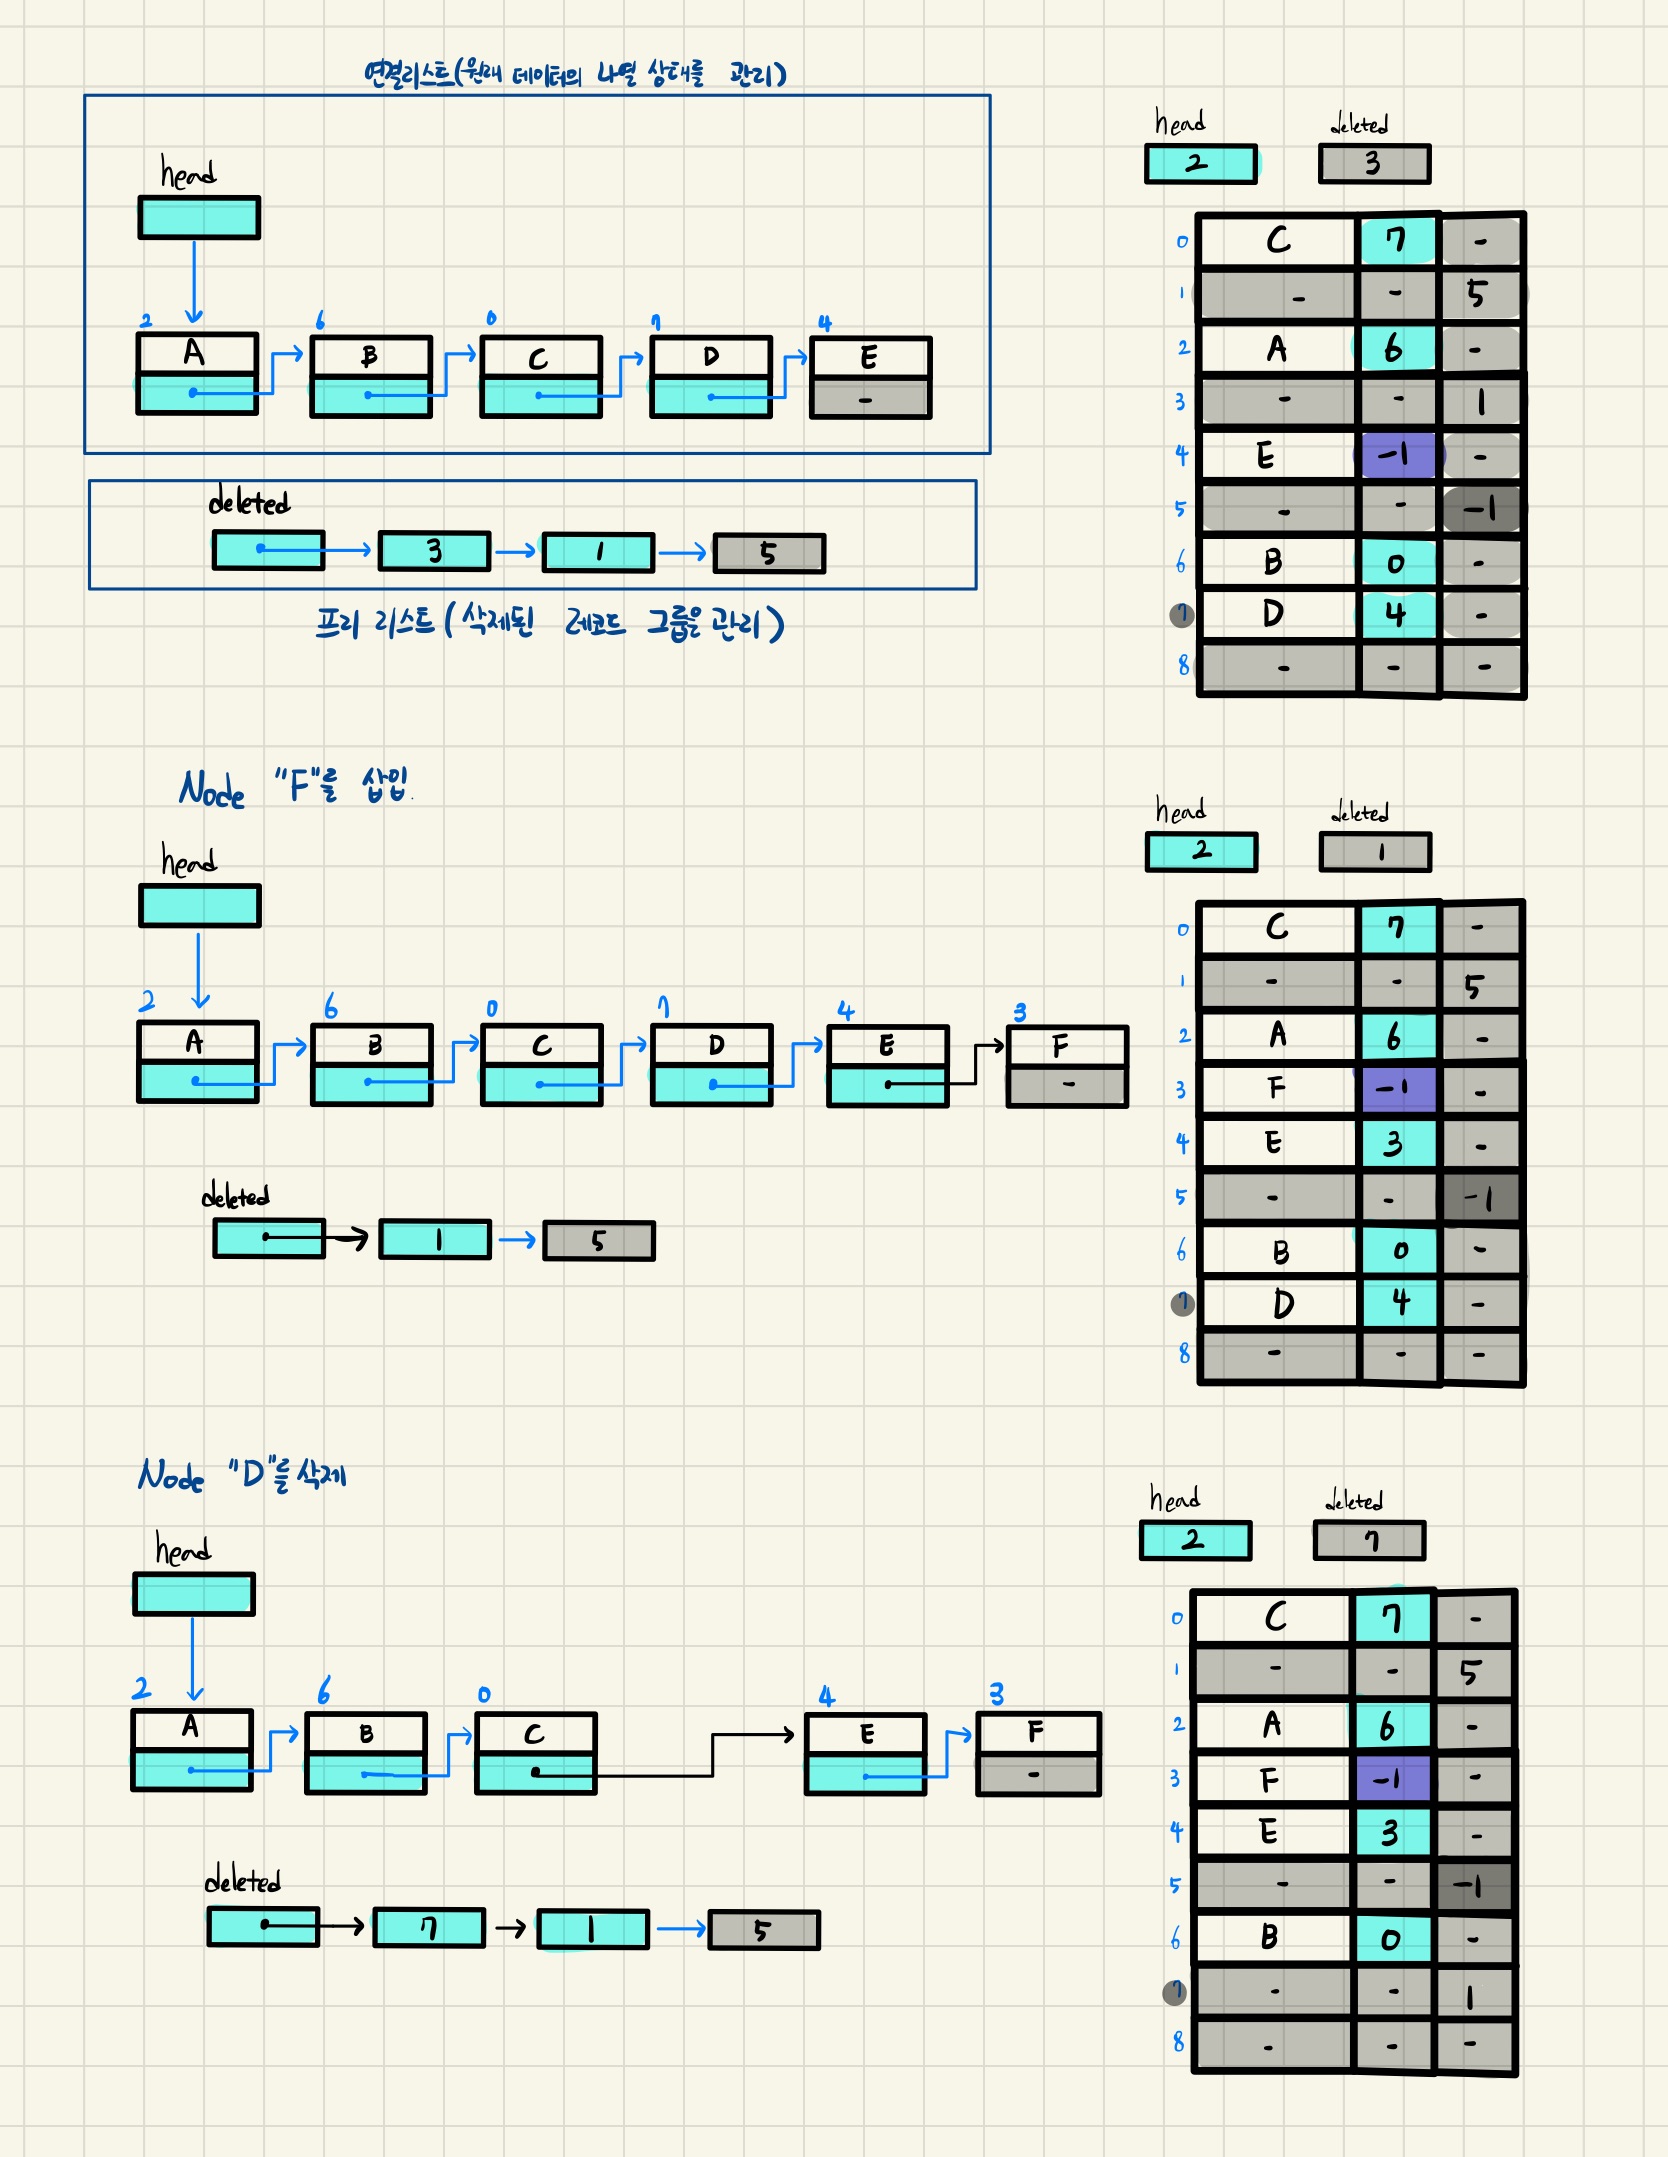 연결리스트(원래 데이터의 나열 상태를 관리)
head
2 6 0 7 4
A B C D E
-
deleted
3 1 5
프리 리스트(삭제된 레코드 그룹을 관리)
head deleted
2 3
0 C 7 -
1 - - 5
2 A 6 -
3 - - 1
4 E -1 -
5 - - -1
6 B 0 -
7 D 4 -
8 - - -
Node "F"를 삽입.
head
2 6 0 7 4 3
A B C D E F
-
deleted
1 5
head deleted
2 1
0 C 7 -
1 - - 5
2 A 6 -
3 F -1 -
4 E 3 -
5 - - -1
6 B 0 -
7 D 4 -
8 - - -
Node "D"를 삭제
head
2 6 0 4 3
A B C E F
-
deleted
7 1 5
head deleted
2 7
0 C 7 -
1 - - 5
2 A 6 -
3 F -1 -
4 E 3 -
5 - - -1
6 B 0 -
7 - - 1
8 - - -